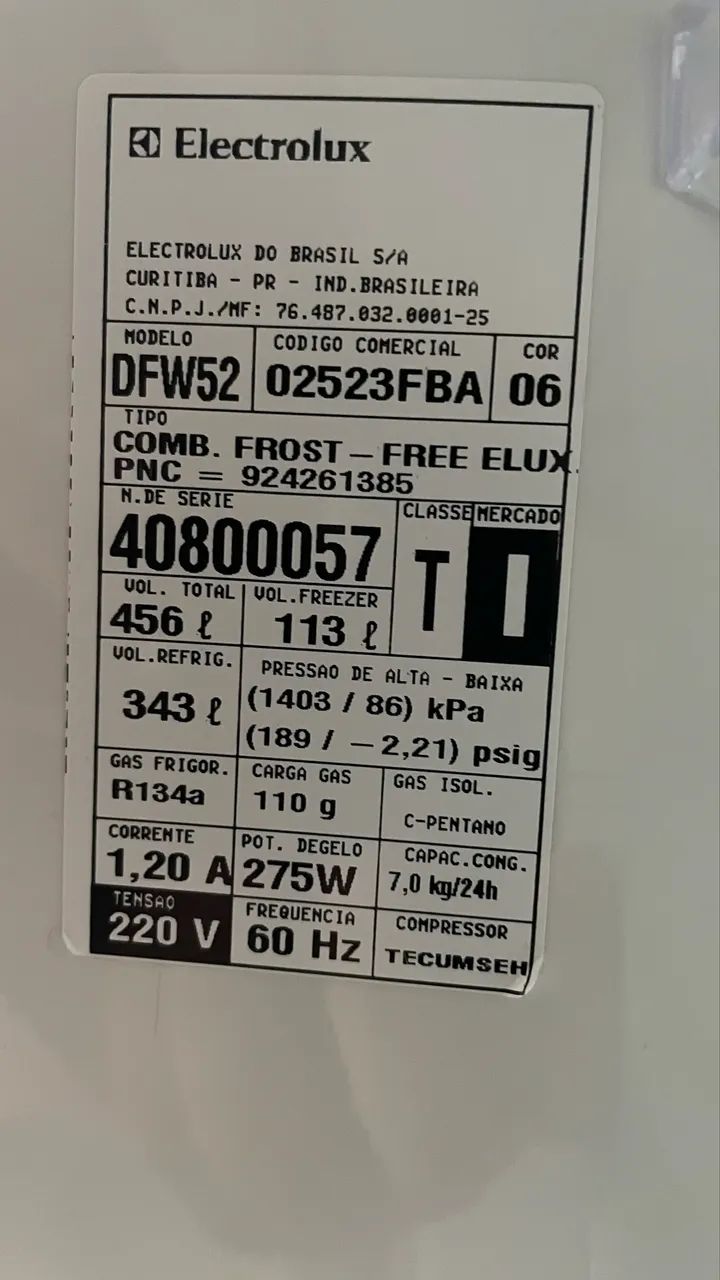 Electrolux
ELECTROLUX DO BRASIL S/A
CURITIBA - PR - IND.BRASILEIRA
C.N.P.J./MF: 76.487.032.0001-25
MODELO CODIGO COMERCIAL COR
DFW52 02523FBA 06
TIPO
COMB. FROST-FREE ELUX.
PNC = 924261385
N.DE SERIE CLASSE MERCADO
40800057 T I
VOL. TOTAL VOL.FREEZER
456 ℓ 113 ℓ
VOL.REFRIG. PRESSAO DE ALTA - BAIXA
343 ℓ (1403 / 86) kPa
(189 / -2,21) psig
GAS FRIGOR. CARGA GAS GAS ISOL.
R134a 110 g C-PENTANO
CORRENTE POT. DEGELO CAPAC.CONG.
1,20 A 275W 7,0 kg/24h
TENSAO FREQUENCIA COMPRESSOR
220 V 60 Hz TECUMSEH